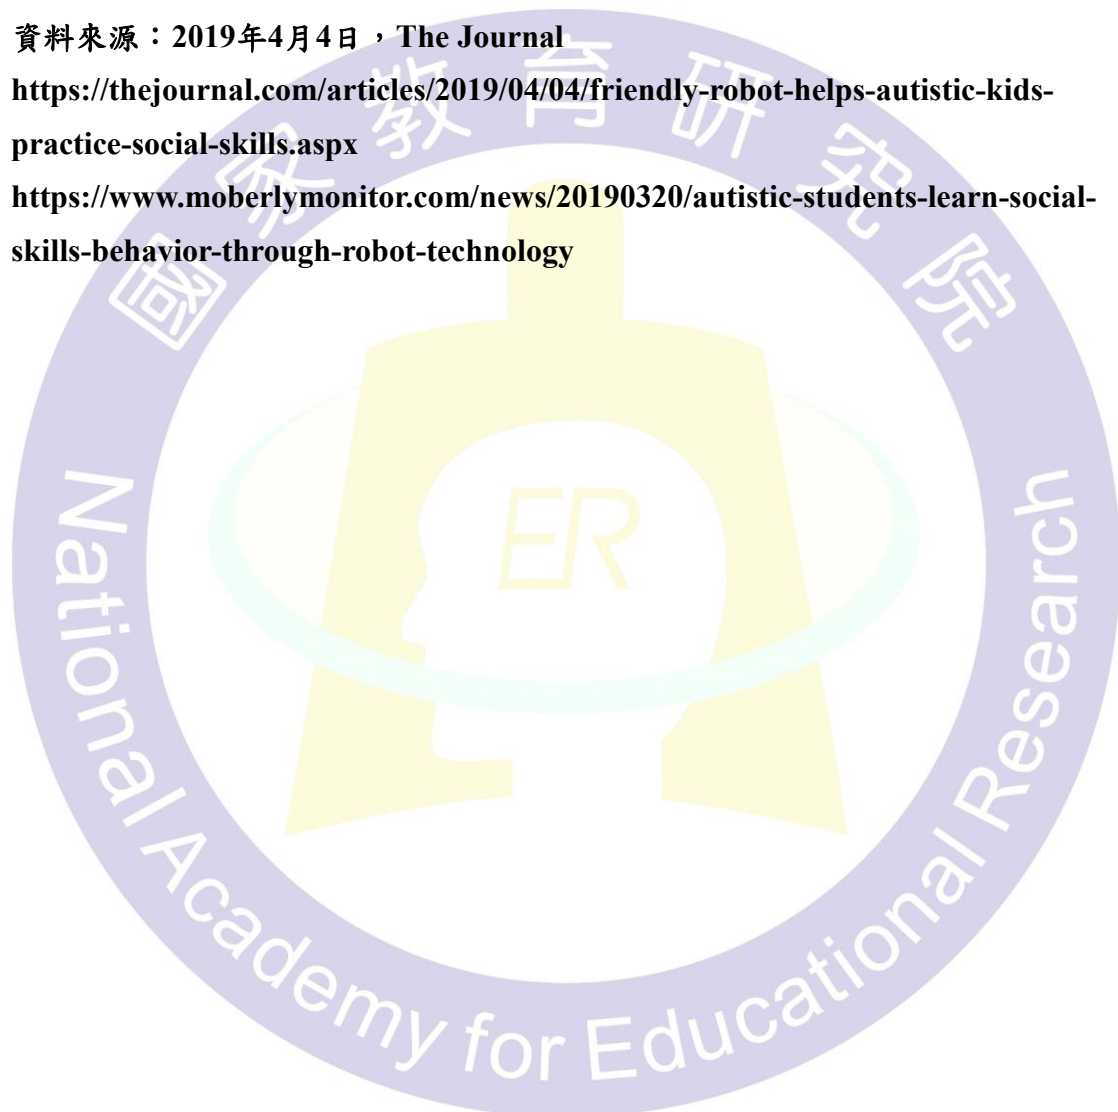 資料來源：2019年4月4日，The Journal
https://thejournal.com/articles/2019/04/04/friendly-robot-helps-autistic-kids-
practice-social-skills.aspx
https://www.moberlymonitor.com/news/20190320/autistic-students-learn-social-
skills-behavior-through-robot-technology
國家教育研究院
ER
National Academy for Educational Research